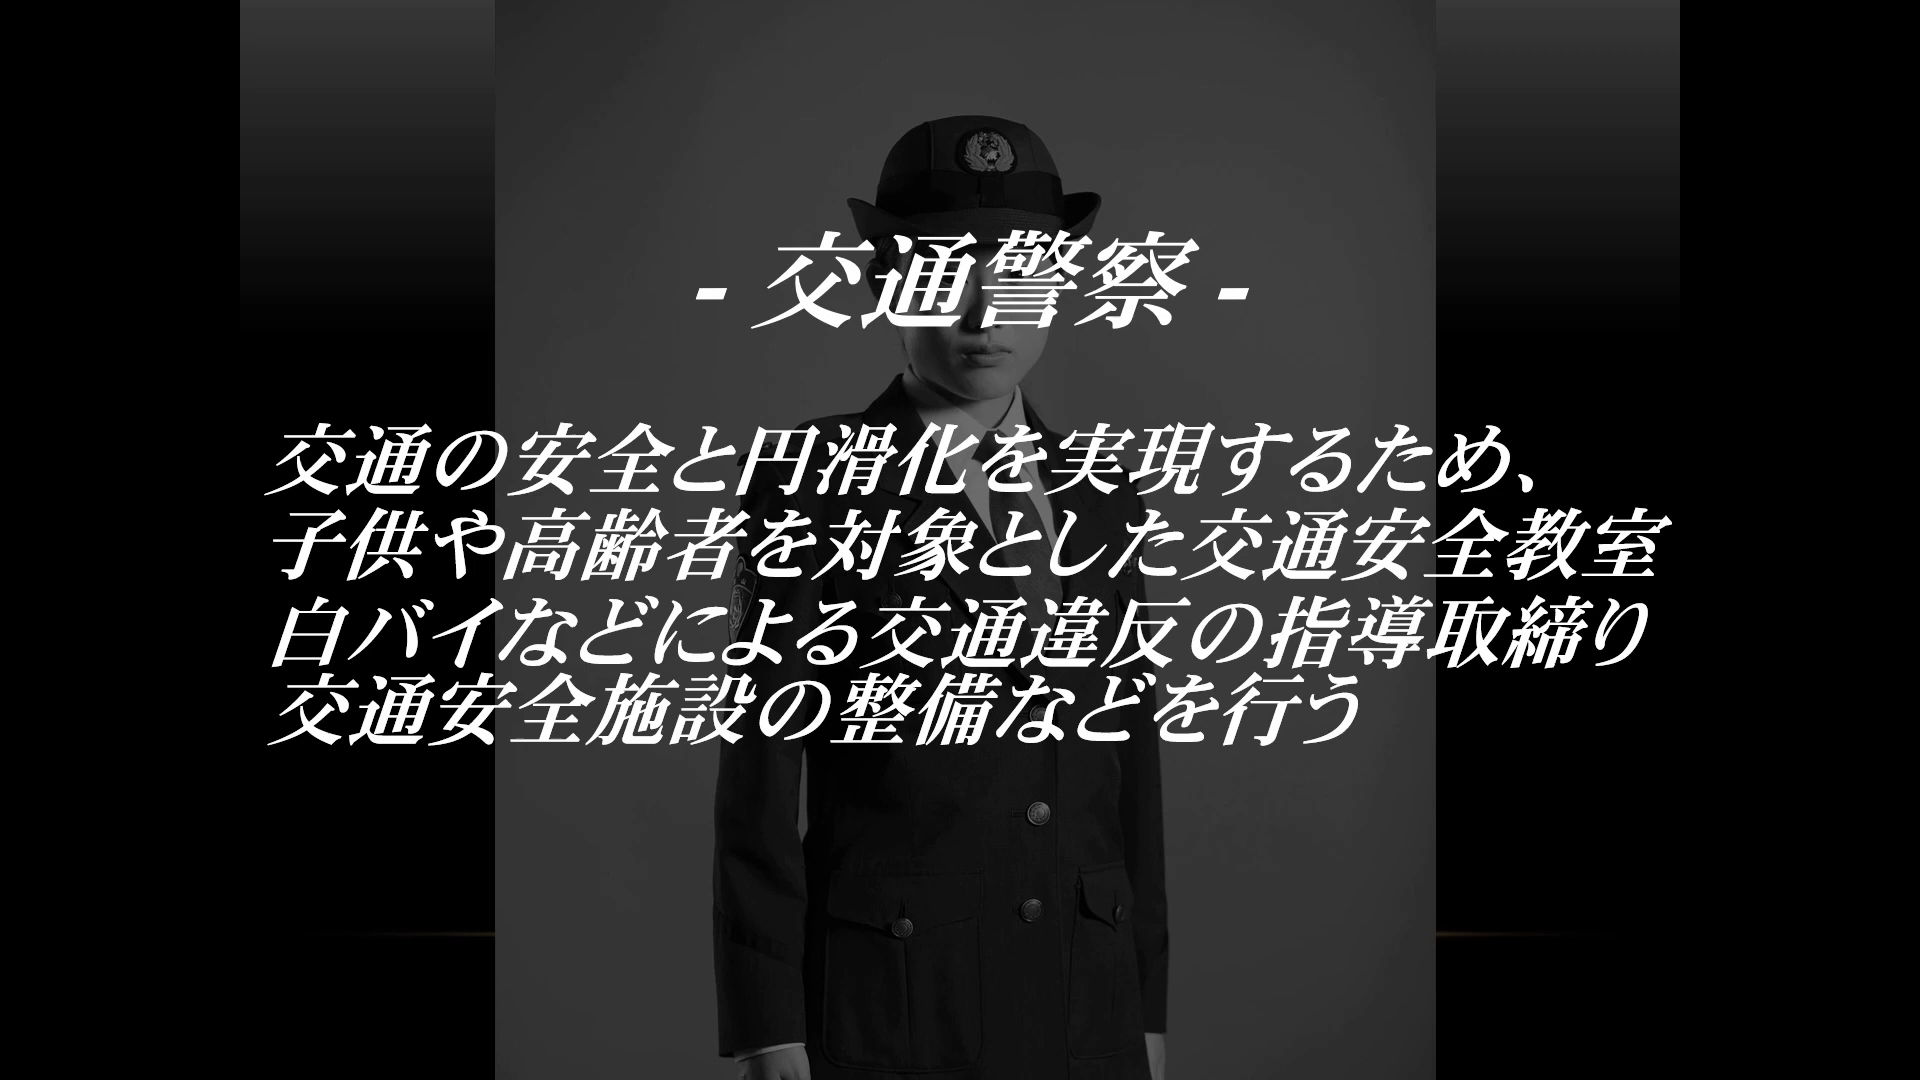 - 交通警察 -
交通の安全と円滑化を実現するため、
子供や高齢者を対象とした交通安全教室
白バイなどによる交通違反の指導取締り
交通安全施設の整備などを行う